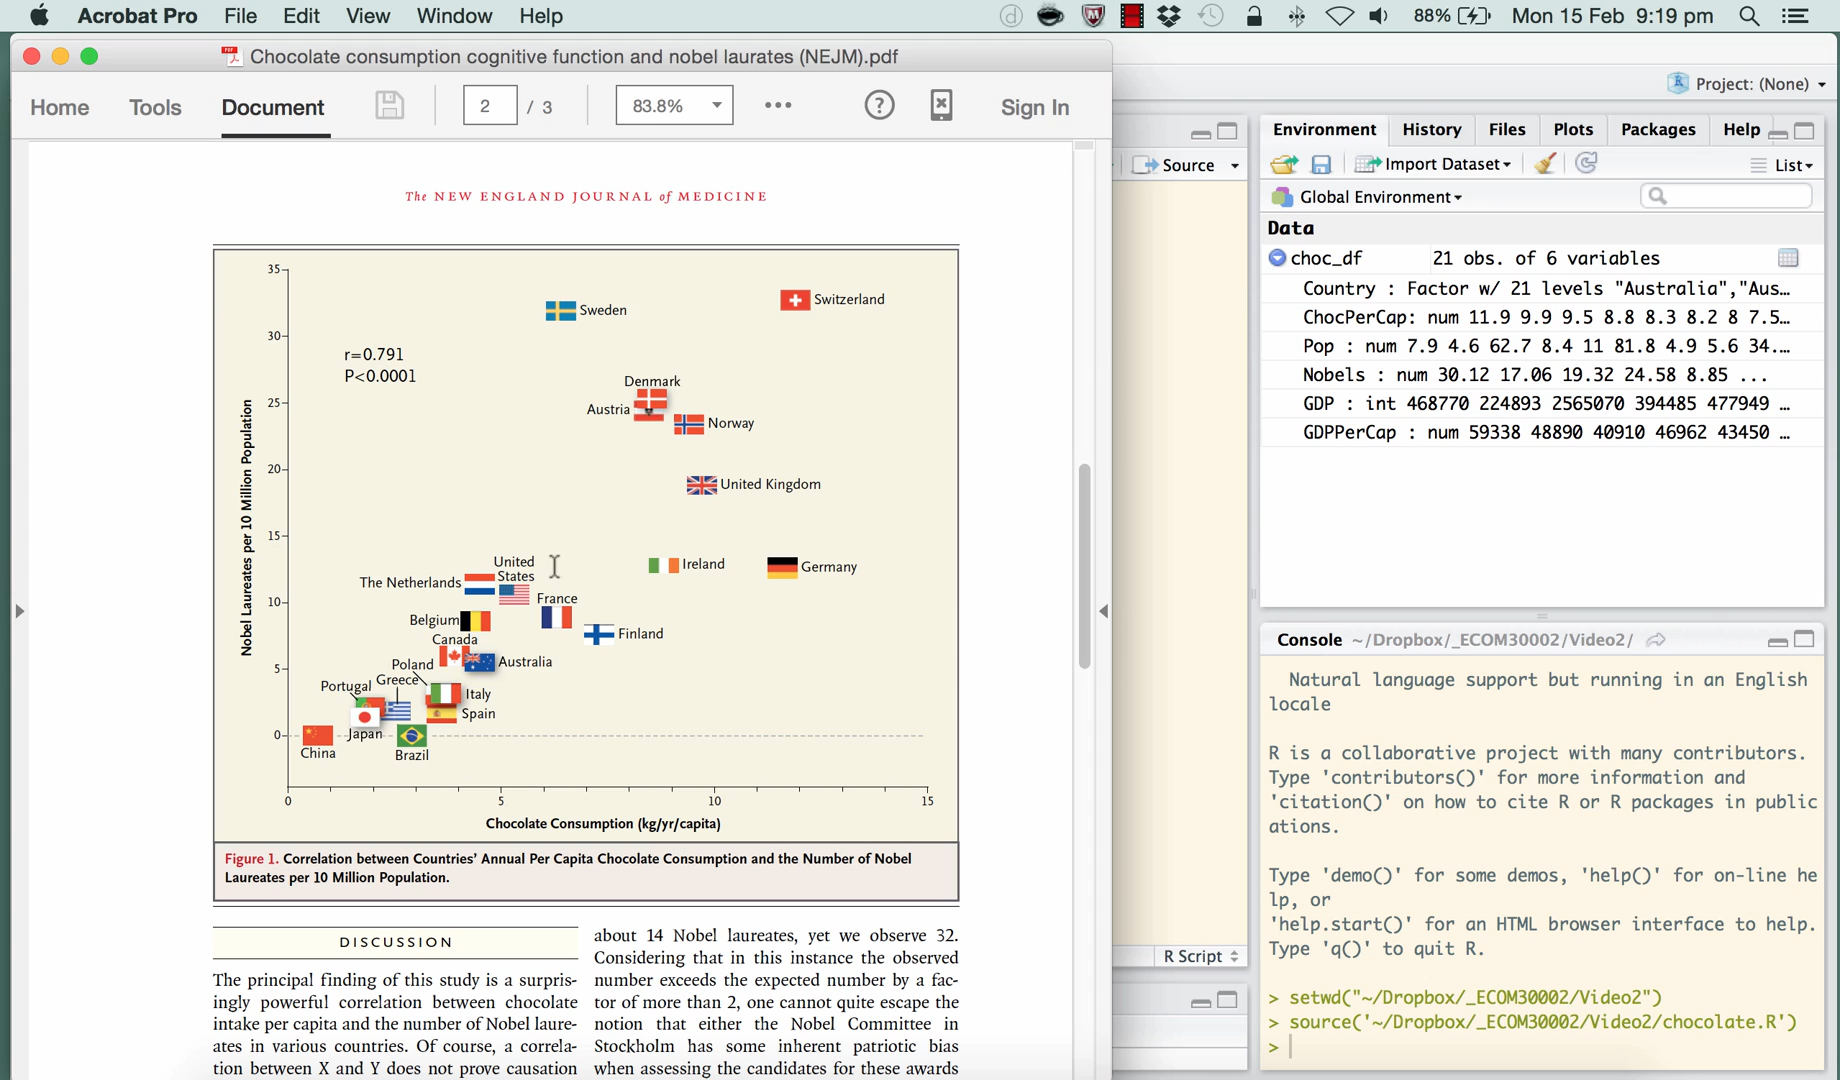 Acrobat Pro File Edit View Window Help
88% Mon 15 Feb 9:19 pm
Chocolate consumption cognitive function and nobel laurates (NEJM).pdf
Home Tools Document 2 / 3 83.8% Sign In
The NEW ENGLAND JOURNAL of MEDICINE
35
30
25
20
15
10
5
0
Nobel Laureates per 10 Million Population
r=0.791
P<0.0001
Sweden
Switzerland
Denmark
Austria
Norway
United Kingdom
United
States
Ireland
Germany
The Netherlands
France
Belgium
Finland
Canada
Australia
Poland
Greece
Portugal
Italy
Spain
Japan
China
Brazil
0 5 10 15
Chocolate Consumption (kg/yr/capita)
Figure 1. Correlation between Countries' Annual Per Capita Chocolate Consumption and the Number of Nobel
Laureates per 10 Million Population.
DISCUSSION
The principal finding of this study is a surpris-
ingly powerful correlation between chocolate
intake per capita and the number of Nobel laure-
ates in various countries. Of course, a correla-
tion between X and Y does not prove causation
about 14 Nobel laureates, yet we observe 32.
Considering that in this instance the observed
number exceeds the expected number by a fac-
tor of more than 2, one cannot quite escape the
notion that either the Nobel Committee in
Stockholm has some inherent patriotic bias
when assessing the candidates for these awards
Source
R Script
Project: (None)
Environment History Files Plots Packages Help
Import Dataset List
Global Environment
Data
choc_df 21 obs. of 6 variables
Country : Factor w/ 21 levels "Australia","Aus…
ChocPerCap: num 11.9 9.9 9.5 8.8 8.3 8.2 8 7.5…
Pop : num 7.9 4.6 62.7 8.4 11 81.8 4.9 5.6 34.…
Nobels : num 30.12 17.06 19.32 24.58 8.85 ...
GDP : int 468770 224893 2565070 394485 477949 …
GDPPerCap : num 59338 48890 40910 46962 43450 …
Console ~/Dropbox/_ECOM30002/Video2/
Natural language support but running in an English
locale
R is a collaborative project with many contributors.
Type 'contributors()' for more information and
'citation()' on how to cite R or R packages in public
ations.
Type 'demo()' for some demos, 'help()' for on-line he
lp, or
'help.start()' for an HTML browser interface to help.
Type 'q()' to quit R.
> setwd("~/Dropbox/_ECOM30002/Video2")
> source('~/Dropbox/_ECOM30002/Video2/chocolate.R')
>